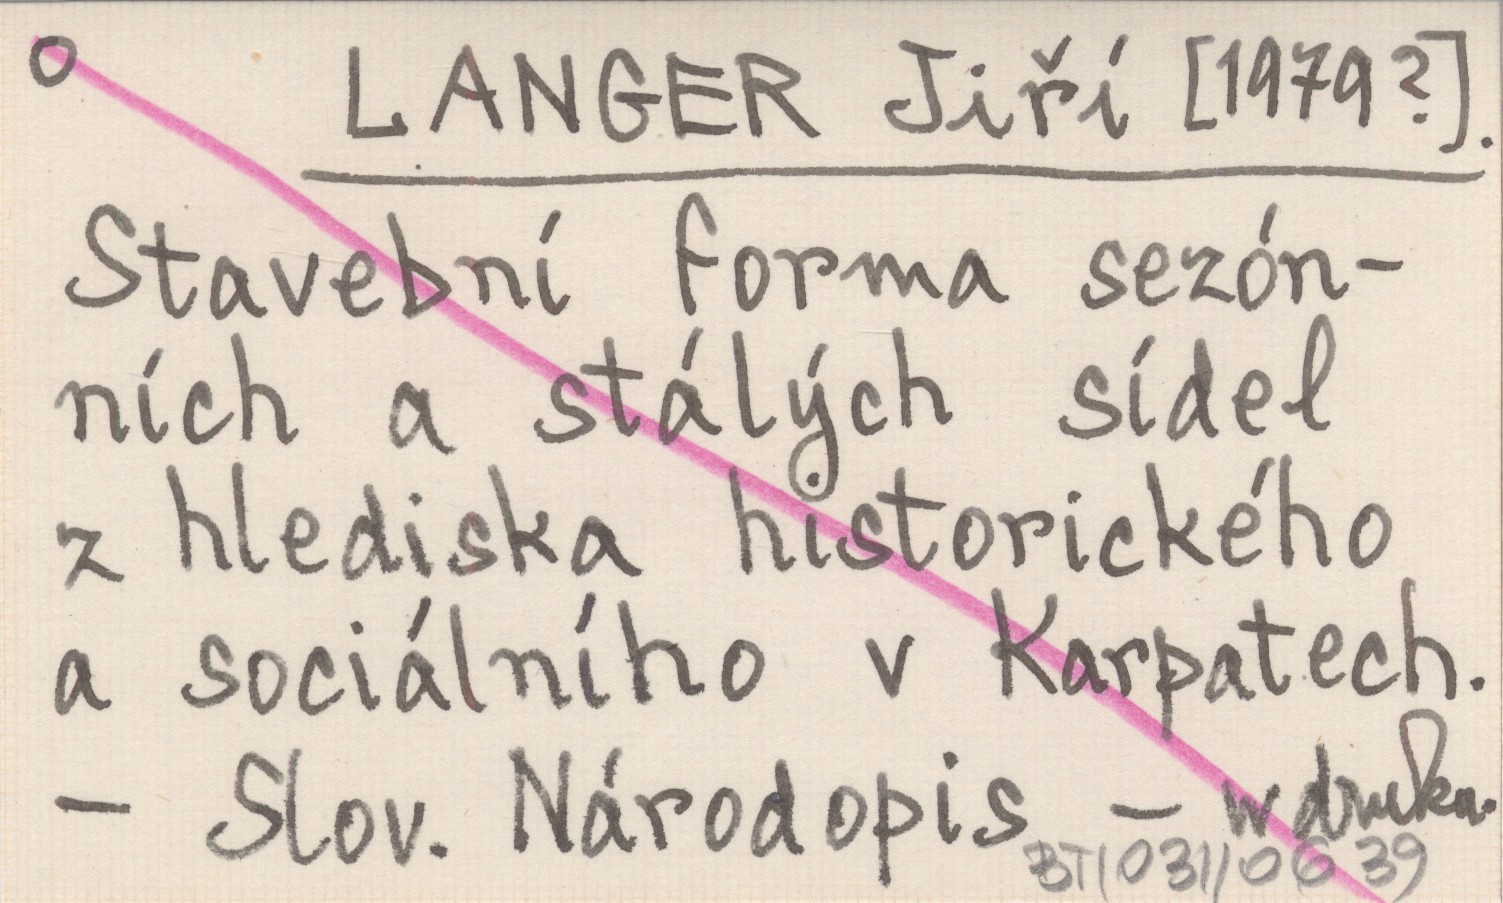 o LANGER Jiří [1979?].
Stavební forma sezón-
ních a stálých sídel
z hlediska historického
a sociálního v Karpatech.
– Slov. Národopis – w druku.
BT/031/0639